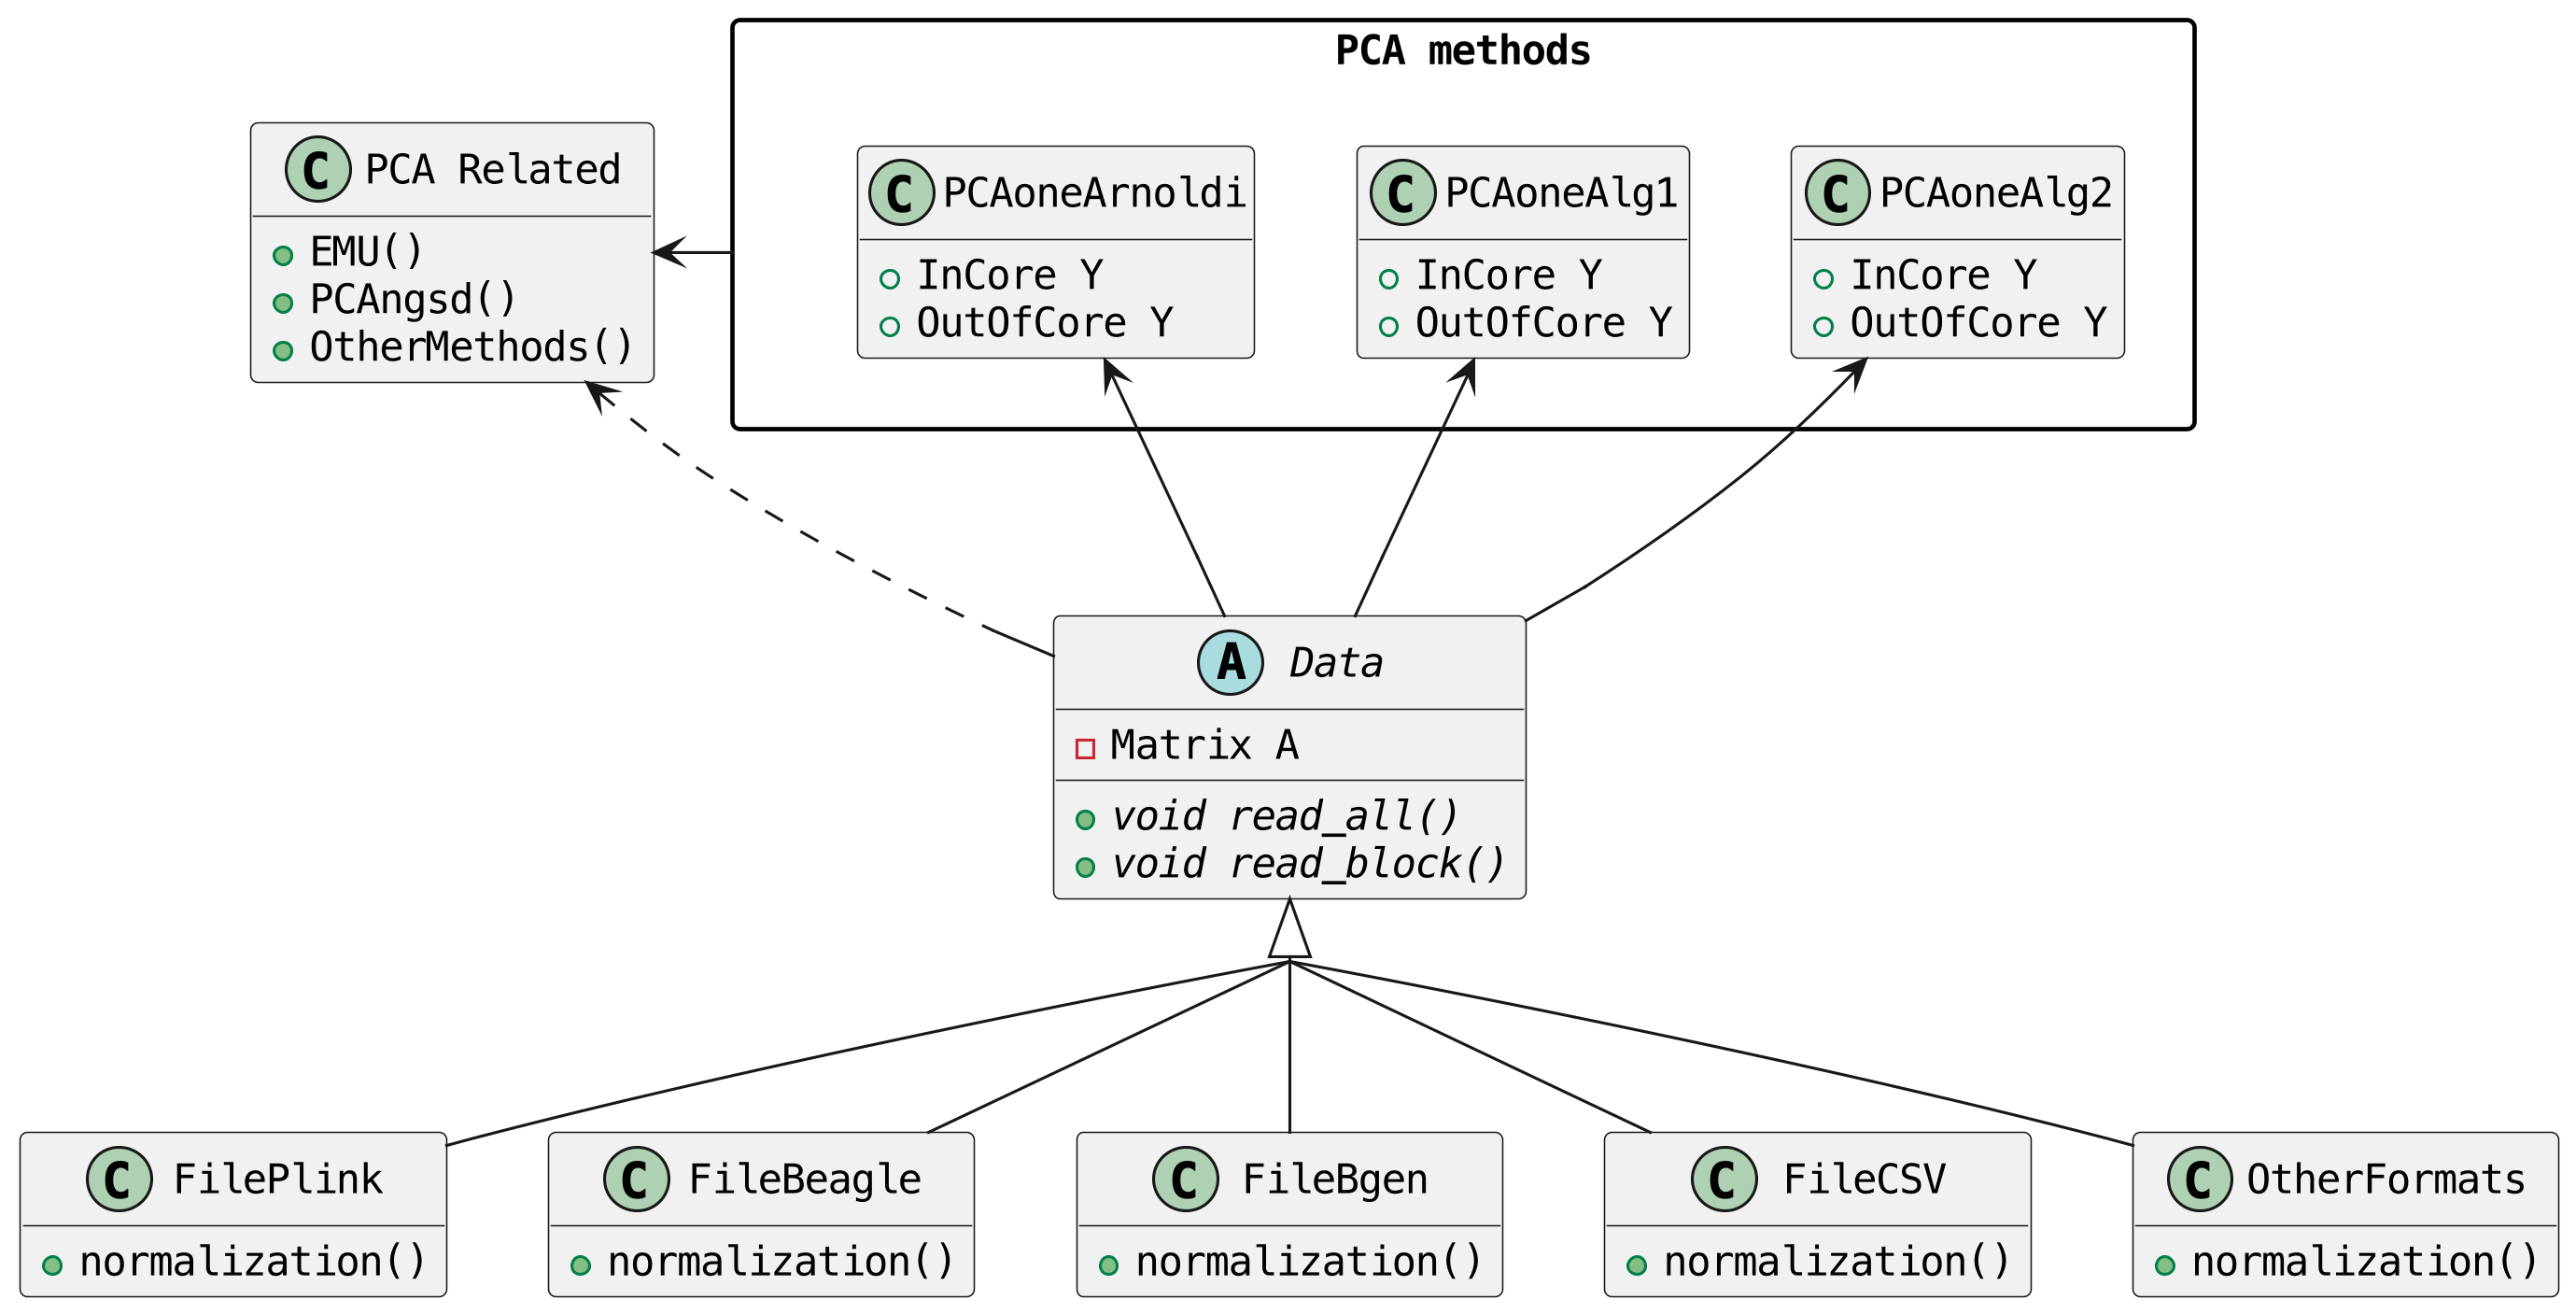 PCA methods
C PCA Related
EMU()
PCAngsd()
OtherMethods()
C PCAoneArnoldi
InCore Y
OutOfCore Y
C PCAoneAlg1
InCore Y
OutOfCore Y
C PCAoneAlg2
InCore Y
OutOfCore Y
A Data
Matrix A
void read_all()
void read_block()
C FilePlink
normalization()
C FileBeagle
normalization()
C FileBgen
normalization()
C FileCSV
normalization()
C OtherFormats
normalization()